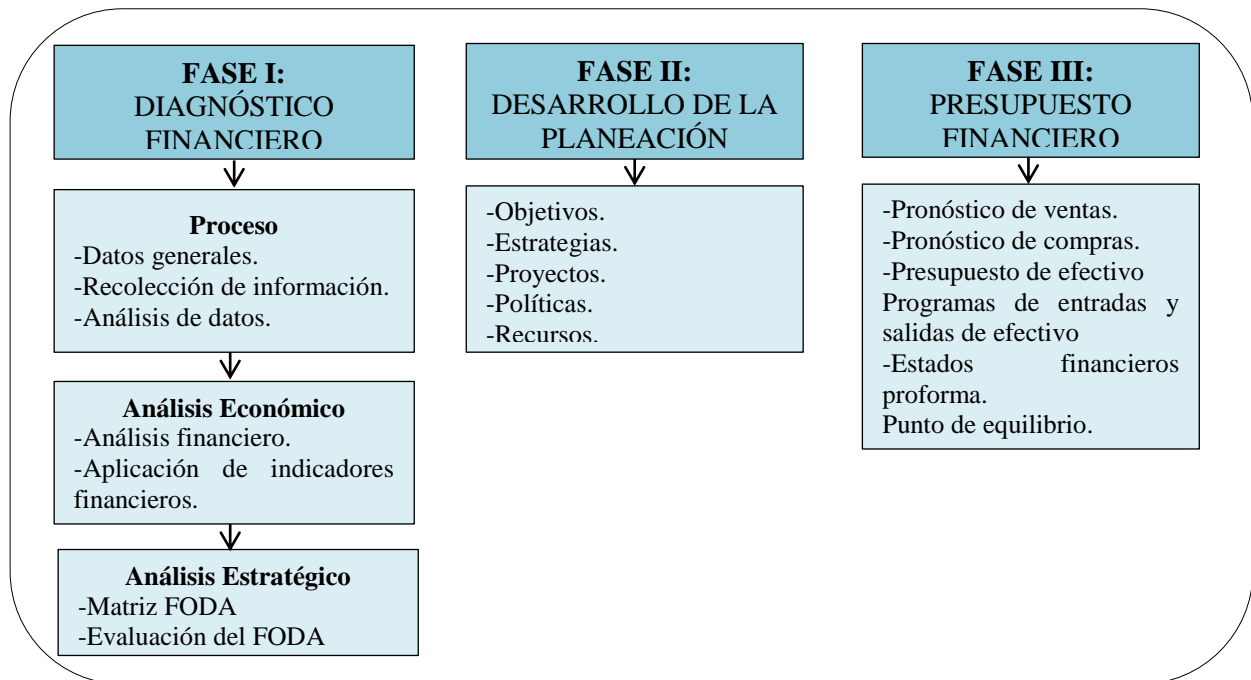 FASE I:
DIAGNÓSTICO
FINANCIERO
Proceso
-Datos generales.
-Recolección de información.
-Análisis de datos.
Análisis Económico
-Análisis financiero.
-Aplicación de indicadores
financieros.
Análisis Estratégico
-Matriz FODA
-Evaluación del FODA
FASE II:
DESARROLLO DE LA
PLANEACIÓN
-Objetivos.
-Estrategias.
-Proyectos.
-Políticas.
-Recursos.
FASE III:
PRESUPUESTO
FINANCIERO
-Pronóstico de ventas.
-Pronóstico de compras.
-Presupuesto de efectivo
Programas de entradas y
salidas de efectivo
-Estados financieros
proforma.
Punto de equilibrio.